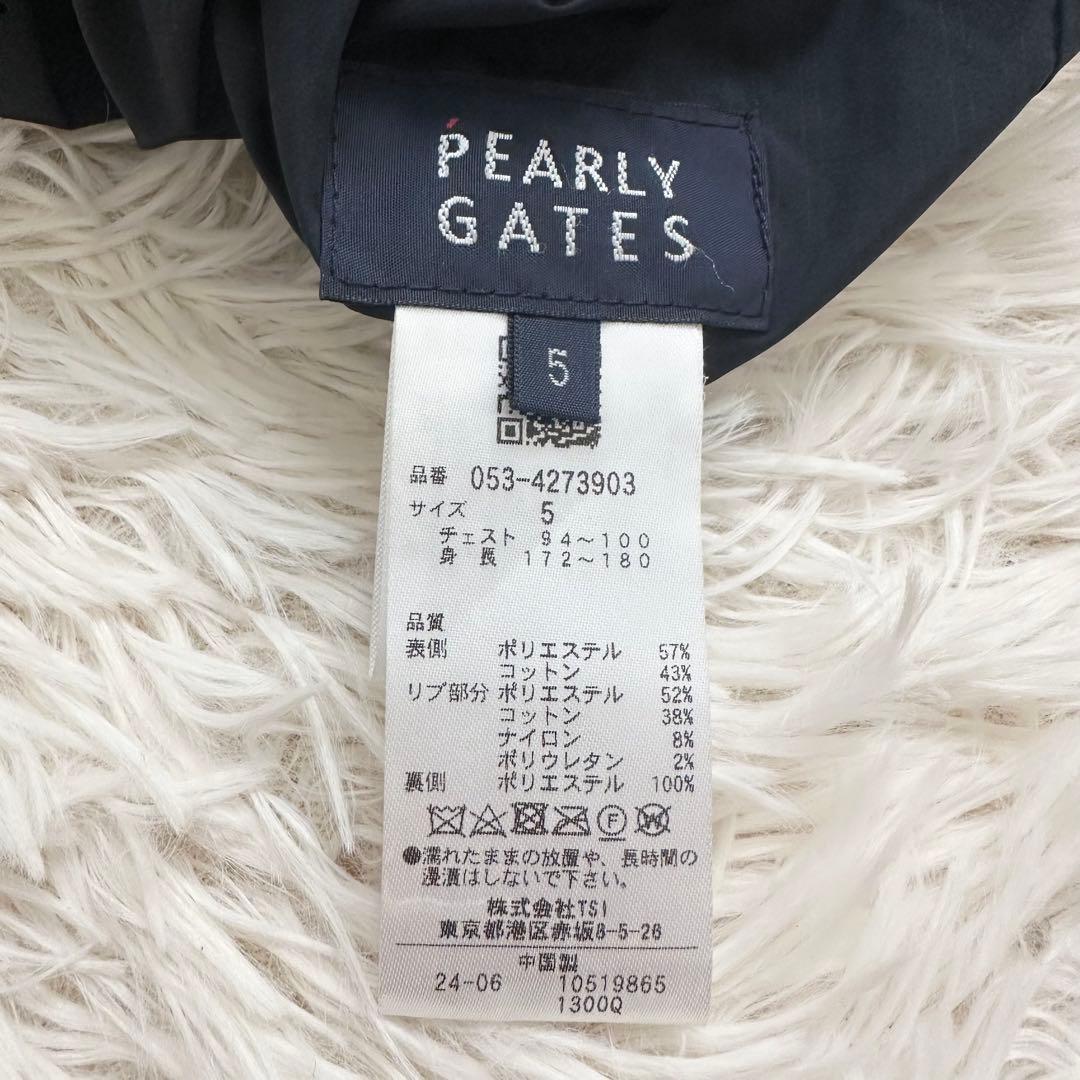 PEARLY
GATES
5
品番 053-4273903
サイズ 5
チェスト 94～100
身長 172～180
品質
表側 ポリエステル 57%
コットン 43%
リブ部分 ポリエステル 52%
コットン 38%
ナイロン 8%
ポリウレタン 2%
裏側 ポリエステル 100%
F W
●濡れたままの放置や、長時間の
浸漬はしないで下さい。
株式会社TSI
東京都港区赤坂8-5-26
中国製
24-06 10519865
1300Q